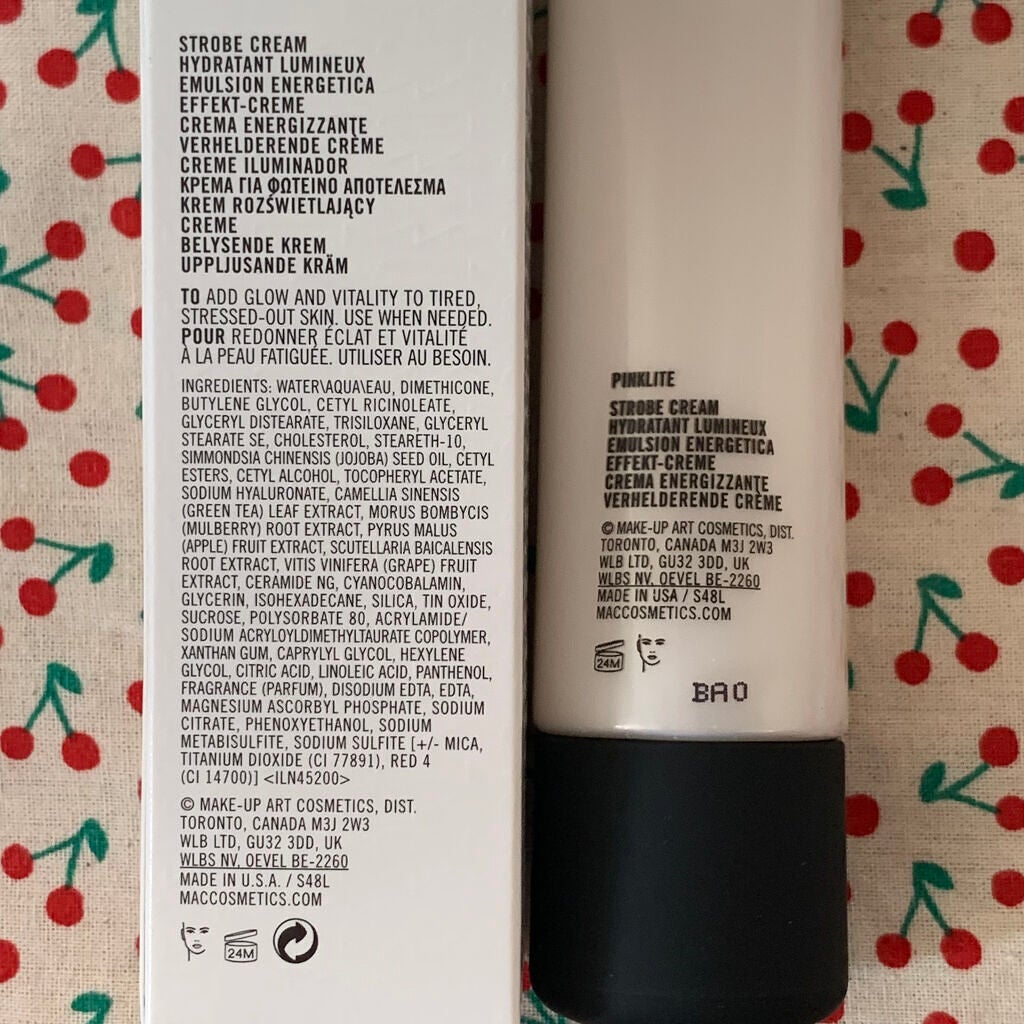 STROBE CREAM
HYDRATANT LUMINEUX
EMULSION ENERGETICA
EFFEKT-CREME
CREMA ENERGIZZANTE
VERHELDERENDE CRÈME
CREME ILUMINADOR
ΚΡΕΜΑ ΓΙΑ ΦΩΤΕΙΝΟ ΑΠΟΤΕΛΕΣΜΑ
KREM ROZŚWIETLAJĄCY
CREME
BELYSENDE KREM
UPPLJUSANDE KRÄM
TO ADD GLOW AND VITALITY TO TIRED,
STRESSED-OUT SKIN. USE WHEN NEEDED.
POUR REDONNER ÉCLAT ET VITALITÉ
À LA PEAU FATIGUÉE. UTILISER AU BESOIN.
INGREDIENTS: WATER\AQUA\EAU, DIMETHICONE,
BUTYLENE GLYCOL, CETYL RICINOLEATE,
GLYCERYL DISTEARATE, TRISILOXANE, GLYCERYL
STEARATE SE, CHOLESTEROL, STEARETH-10,
SIMMONDSIA CHINENSIS (JOJOBA) SEED OIL, CETYL
ESTERS, CETYL ALCOHOL, TOCOPHERYL ACETATE,
SODIUM HYALURONATE, CAMELLIA SINENSIS
(GREEN TEA) LEAF EXTRACT, MORUS BOMBYCIS
(MULBERRY) ROOT EXTRACT, PYRUS MALUS
(APPLE) FRUIT EXTRACT, SCUTELLARIA BAICALENSIS
ROOT EXTRACT, VITIS VINIFERA (GRAPE) FRUIT
EXTRACT, CERAMIDE NG, CYANOCOBALAMIN,
GLYCERIN, ISOHEXADECANE, SILICA, TIN OXIDE,
SUCROSE, POLYSORBATE 80, ACRYLAMIDE/
SODIUM ACRYLOYLDIMETHYLTAURATE COPOLYMER,
XANTHAN GUM, CAPRYLYL GLYCOL, HEXYLENE
GLYCOL, CITRIC ACID, LINOLEIC ACID, PANTHENOL,
FRAGRANCE (PARFUM), DISODIUM EDTA, EDTA,
MAGNESIUM ASCORBYL PHOSPHATE, SODIUM
CITRATE, PHENOXYETHANOL, SODIUM
METABISULFITE, SODIUM SULFITE [+/- MICA,
TITANIUM DIOXIDE (CI 77891), RED 4
(CI 14700)] <ILN45200>
© MAKE-UP ART COSMETICS, DIST.
TORONTO, CANADA M3J 2W3
WLB LTD, GU32 3DD, UK
WLBS NV, OEVEL BE-2260
MADE IN U.S.A. / S48L
MACCOSMETICS.COM
24M
PINKLITE
STROBE CREAM
HYDRATANT LUMINEUX
EMULSION ENERGETICA
EFFEKT-CREME
CREMA ENERGIZZANTE
VERHELDERENDE CRÈME
© MAKE-UP ART COSMETICS, DIST.
TORONTO, CANADA M3J 2W3
WLB LTD, GU32 3DD, UK
WLBS NV, OEVEL BE-2260
MADE IN USA / S48L
MACCOSMETICS.COM
24M
BA0